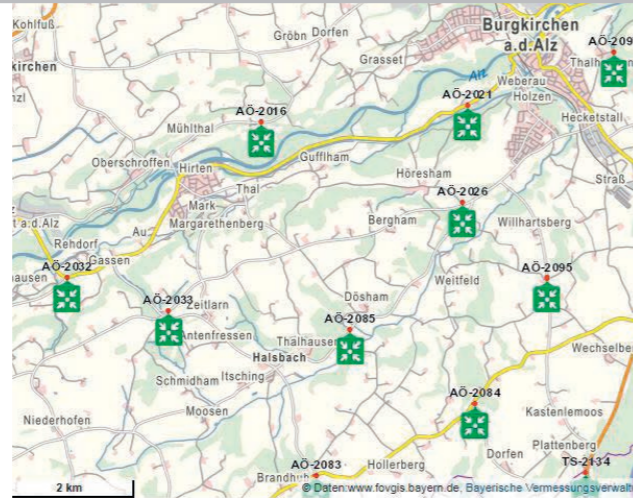 Kohlfuß
Gröbn
Dorfen
Burgkirchen
a.d.Alz
Grasset
AÖ-209
kirchen
Alz
Weberau
AÖ-2021
Holzen
AÖ-2016
Mühlthal
Hecketstall
Oberschroffen
Hirten
Gufflham
Höresham
Straß
Thal
Mark
AÖ-2026
Margarethenberg
Bergham
Willhartsberg
t a.d.Alz
Au
Rehdorf
Gassen
hausen
AÖ-2032
Weitfeld
AÖ-2095
AÖ-2033
Zeitlarn
Dösham
AÖ-2085
Antenfressen
Thalhausen
Halsbach
Wechselber
Schmidham
Itsching
AÖ-2084
Moosen
Kastenlemoos
Niederhofen
Plattenberg
Dorfen
AÖ-2083
Hollerberg
TS-2134
2 km
© Daten:www.fovgis.bayern.de, Bayerische Vermessungsverwalt